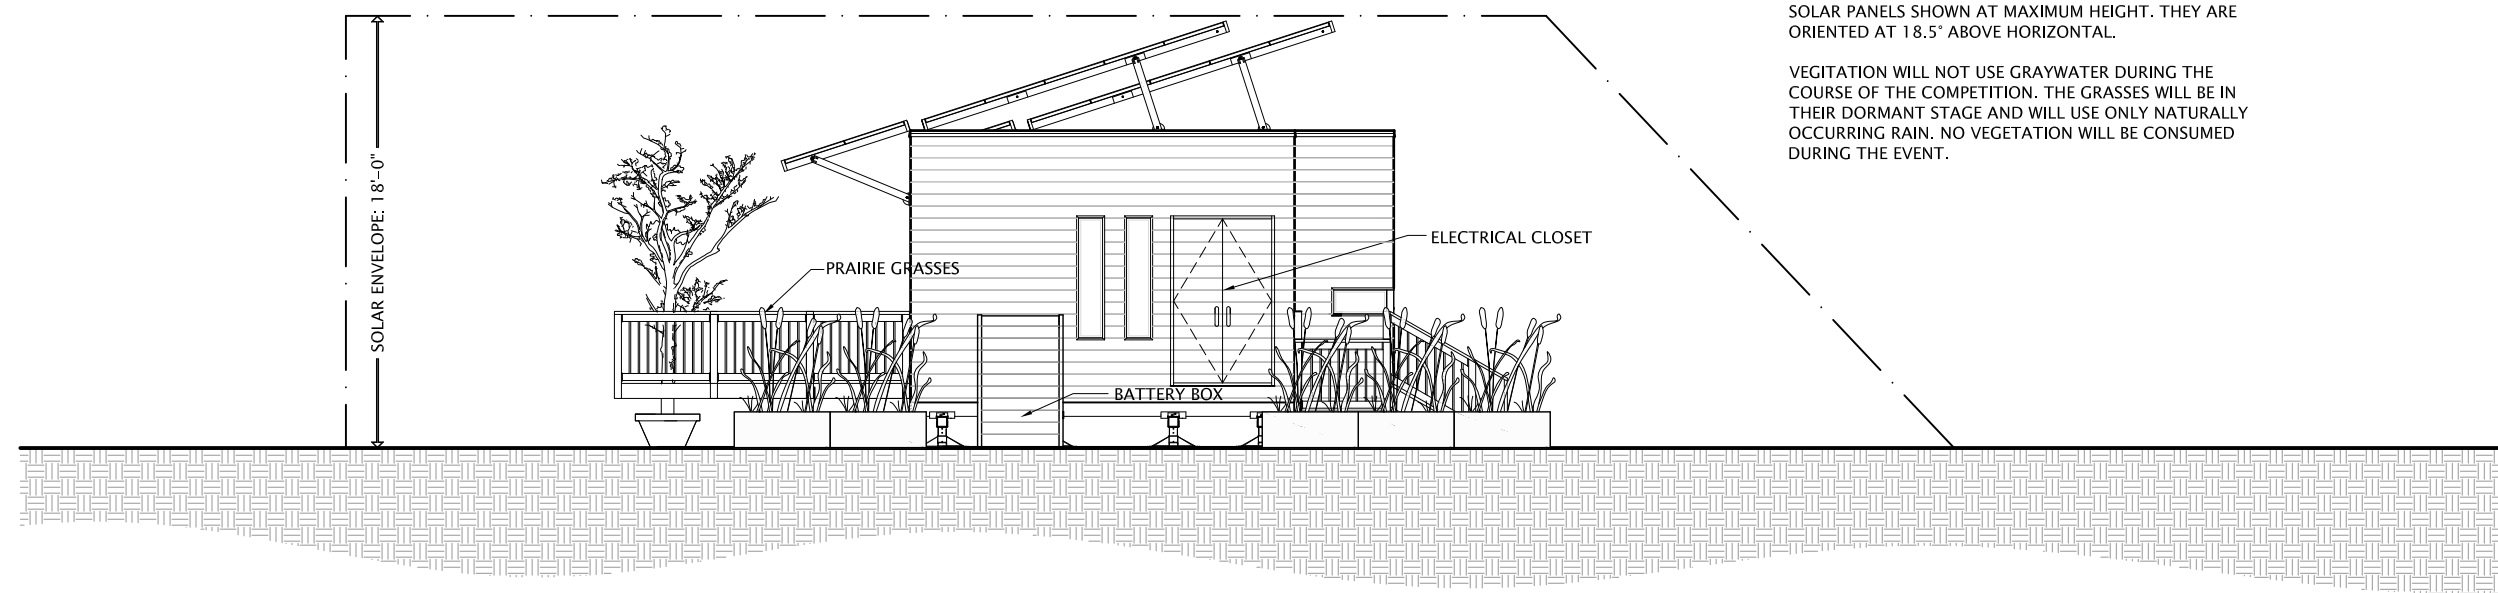 SOLAR PANELS SHOWN AT MAXIMUM HEIGHT. THEY ARE
ORIENTED AT 18.5° ABOVE HORIZONTAL.
VEGITATION WILL NOT USE GRAYWATER DURING THE
COURSE OF THE COMPETITION. THE GRASSES WILL BE IN
THEIR DORMANT STAGE AND WILL USE ONLY NATURALLY
OCCURRING RAIN. NO VEGETATION WILL BE CONSUMED
DURING THE EVENT.
SOLAR ENVELOPE: 18'-0"
ELECTRICAL CLOSET
PRAIRIE GRASSES
BATTERY BOX